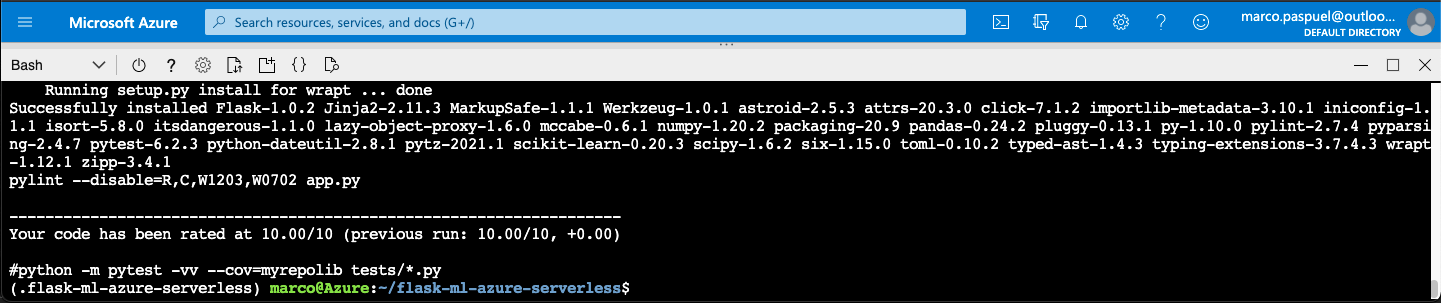 Microsoft Azure
Search resources, services, and docs (G+/)
marco.paspuel@outloo...
DEFAULT DIRECTORY
Bash
Running setup.py install for wrapt ... done
Successfully installed Flask-1.0.2 Jinja2-2.11.3 MarkupSafe-1.1.1 Werkzeug-1.0.1 astroid-2.5.3 attrs-20.3.0 click-7.1.2 importlib-metadata-3.10.1 iniconfig-1.
1.1 isort-5.8.0 itsdangerous-1.1.0 lazy-object-proxy-1.6.0 mccabe-0.6.1 numpy-1.20.2 packaging-20.9 pandas-0.24.2 pluggy-0.13.1 py-1.10.0 pylint-2.7.4 pyparsi
ng-2.4.7 pytest-6.2.3 python-dateutil-2.8.1 pytz-2021.1 scikit-learn-0.20.3 scipy-1.6.2 six-1.15.0 toml-0.10.2 typed-ast-1.4.3 typing-extensions-3.7.4.3 wrapt
-1.12.1 zipp-3.4.1
pylint --disable=R,C,W1203,W0702 app.py
--------------------------------------------------------------------
Your code has been rated at 10.00/10 (previous run: 10.00/10, +0.00)
#python -m pytest -vv --cov=myrepolib tests/*.py
(.flask-ml-azure-serverless) marco@Azure:~/flask-ml-azure-serverless$